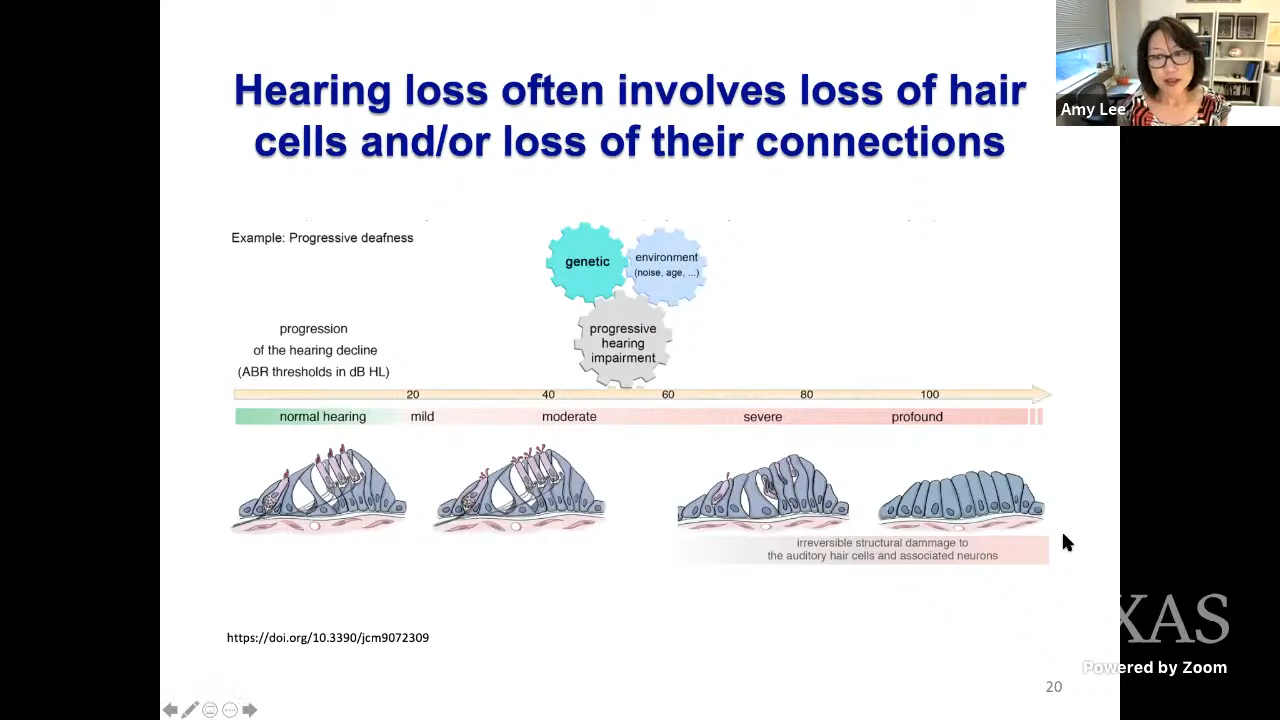 Hearing loss often involves loss of hair
cells and/or loss of their connections
Amy Lee
Example: Progressive deafness
genetic
environment
(noise, age, ...)
progressive
hearing
impairment
progression
of the hearing decline
(ABR thresholds in dB HL)
20 40 60 80 100
normal hearing mild moderate severe profound
irreversible structural dammage to
the auditory hair cells and associated neurons
https://doi.org/10.3390/jcm9072309
XAS
Powered by Zoom
20